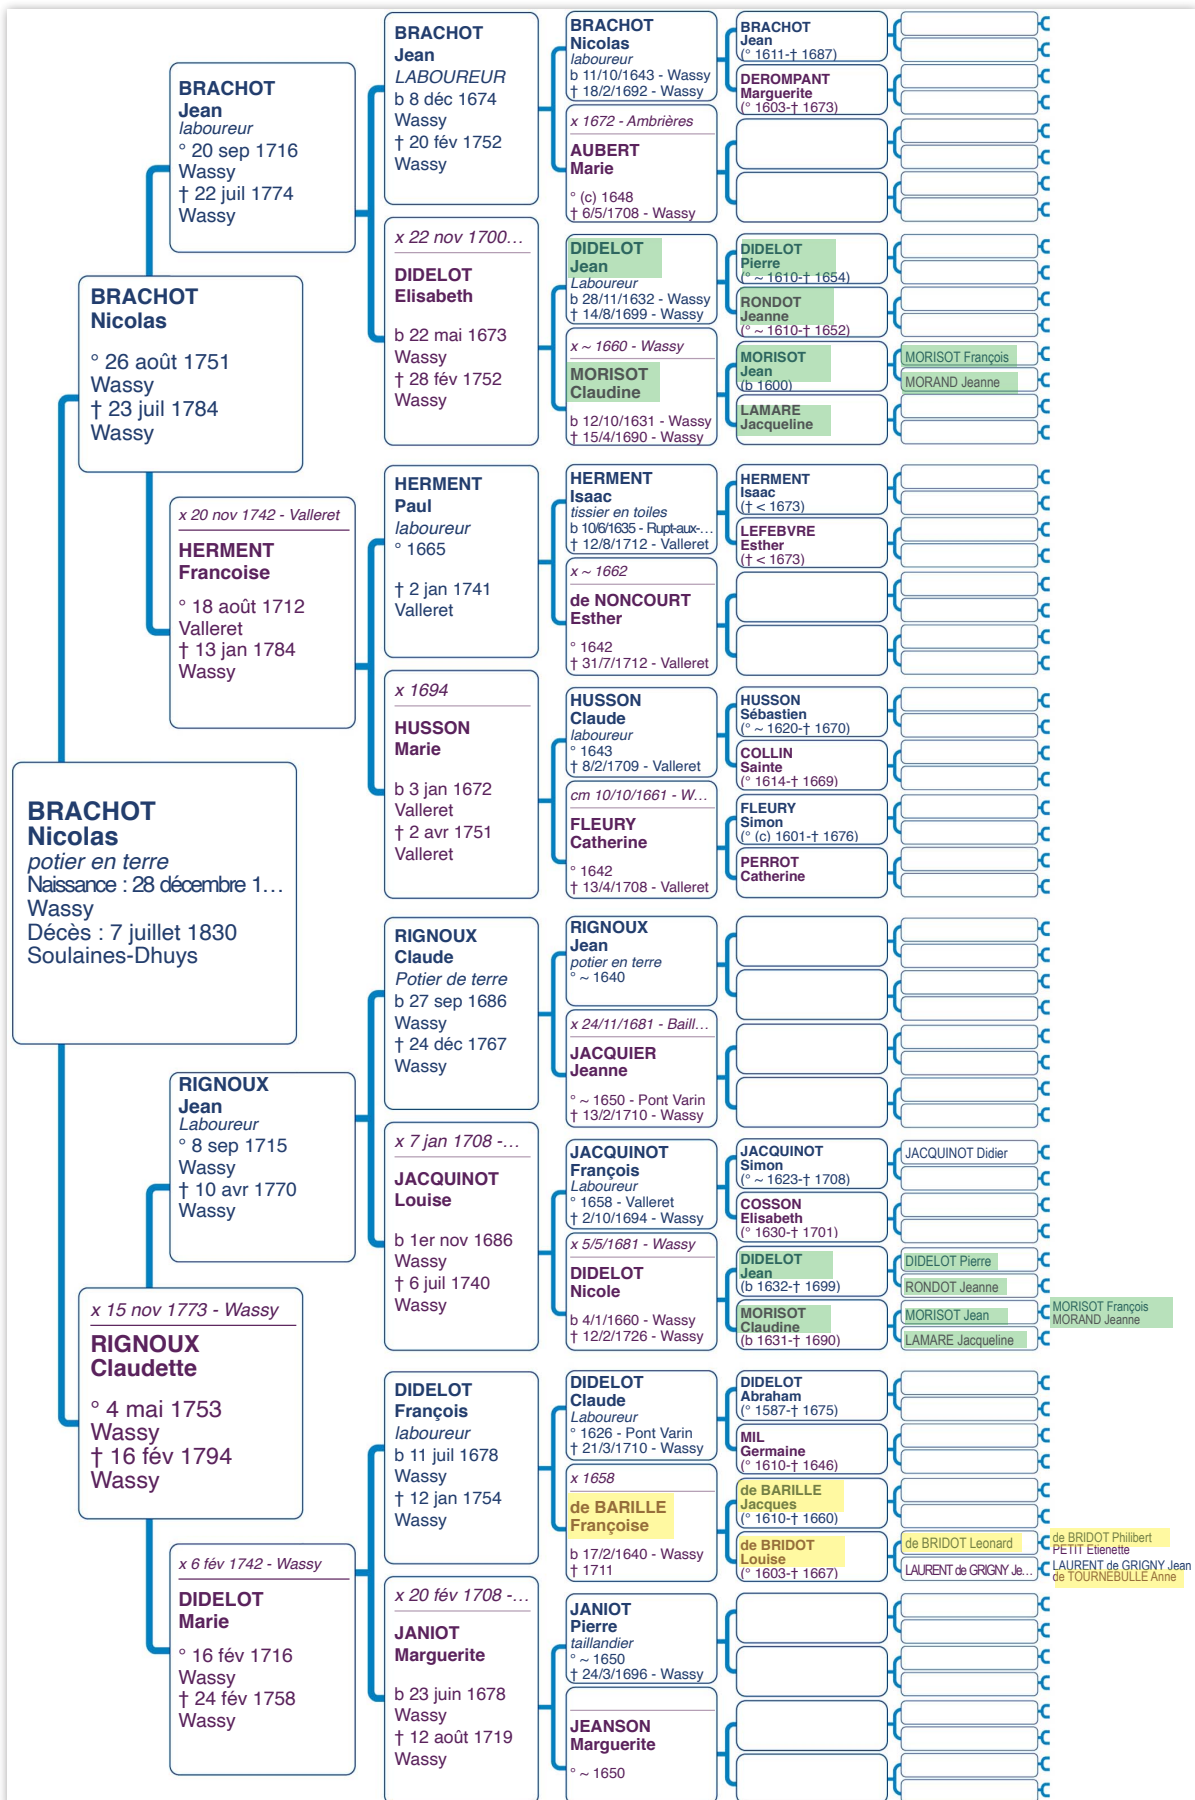 BRACHOT
Nicolas
potier en terre
Naissance : 28 décembre 1…
Wassy
Décès : 7 juillet 1830
Soulaines-Dhuys
BRACHOT
Nicolas
° 26 août 1751
Wassy
† 23 juil 1784
Wassy
x 15 nov 1773 - Wassy
RIGNOUX
Claudette
° 4 mai 1753
Wassy
† 16 fév 1794
Wassy
BRACHOT
Jean
laboureur
° 20 sep 1716
Wassy
† 22 juil 1774
Wassy
x 20 nov 1742 - Valleret
HERMENT
Francoise
° 18 août 1712
Valleret
† 13 jan 1784
Wassy
RIGNOUX
Jean
Laboureur
° 8 sep 1715
Wassy
† 10 avr 1770
Wassy
x 6 fév 1742 - Wassy
DIDELOT
Marie
° 16 fév 1716
Wassy
† 24 fév 1758
Wassy
BRACHOT
Jean
LABOUREUR
b 8 déc 1674
Wassy
† 20 fév 1752
Wassy
x 22 nov 1700…
DIDELOT
Elisabeth
b 22 mai 1673
Wassy
† 28 fév 1752
Wassy
HERMENT
Paul
laboureur
° 1665
† 2 jan 1741
Valleret
x 1694
HUSSON
Marie
b 3 jan 1672
Valleret
† 2 avr 1751
Valleret
RIGNOUX
Claude
Potier de terre
b 27 sep 1686
Wassy
† 24 déc 1767
Wassy
x 7 jan 1708 -…
JACQUINOT
Louise
b 1er nov 1686
Wassy
† 6 juil 1740
Wassy
DIDELOT
François
laboureur
b 11 juil 1678
Wassy
† 12 jan 1754
Wassy
x 20 fév 1708 -…
JANIOT
Marguerite
b 23 juin 1678
Wassy
† 12 août 1719
Wassy
BRACHOT
Nicolas
laboureur
b 11/10/1643 - Wassy
† 18/2/1692 - Wassy
x 1672 - Ambrières
AUBERT
Marie
° (c) 1648
† 6/5/1708 - Wassy
DIDELOT
Jean
Laboureur
b 28/11/1632 - Wassy
† 14/8/1699 - Wassy
x ~ 1660 - Wassy
MORISOT
Claudine
b 12/10/1631 - Wassy
† 15/4/1690 - Wassy
HERMENT
Isaac
tissier en toiles
b 10/6/1635 - Rupt-aux-…
† 12/8/1712 - Valleret
x ~ 1662
de NONCOURT
Esther
° 1642
† 31/7/1712 - Valleret
HUSSON
Claude
laboureur
° 1643
† 8/2/1709 - Valleret
cm 10/10/1661 - W…
FLEURY
Catherine
° 1642
† 13/4/1708 - Valleret
RIGNOUX
Jean
potier en terre
° ~ 1640
x 24/11/1681 - Baill…
JACQUIER
Jeanne
° ~ 1650 - Pont Varin
† 13/2/1710 - Wassy
JACQUINOT
François
Laboureur
° 1658 - Valleret
† 2/10/1694 - Wassy
x 5/5/1681 - Wassy
DIDELOT
Nicole
b 4/1/1660 - Wassy
† 12/2/1726 - Wassy
DIDELOT
Claude
Laboureur
° 1626 - Pont Varin
† 21/3/1710 - Wassy
x 1658
de BARILLE
Françoise
b 17/2/1640 - Wassy
† 1711
JANIOT
Pierre
taillandier
° ~ 1650
† 24/3/1696 - Wassy
JEANSON
Marguerite
° ~ 1650
BRACHOT
Jean
(° 1611-† 1687)
DEROMPANT
Marguerite
(° 1603-† 1673)
DIDELOT
Pierre
(° ~ 1610-† 1654)
RONDOT
Jeanne
(° ~ 1610-† 1652)
MORISOT
Jean
(b 1600)
LAMARE
Jacqueline
HERMENT
Isaac
(† < 1673)
LEFEBVRE
Esther
(† < 1673)
HUSSON
Sébastien
(° ~ 1620-† 1670)
COLLIN
Sainte
(° 1614-† 1669)
FLEURY
Simon
(° (c) 1601-† 1676)
PERROT
Catherine
JACQUINOT
Simon
(° ~ 1623-† 1708)
COSSON
Elisabeth
(° 1630-† 1701)
DIDELOT
Jean
(b 1632-† 1699)
MORISOT
Claudine
(b 1631-† 1690)
DIDELOT
Abraham
(° 1587-† 1675)
MIL
Germaine
(° 1610-† 1646)
de BARILLE
Jacques
(° 1610-† 1660)
de BRIDOT
Louise
(° 1603-† 1667)
MORISOT François
MORAND Jeanne
JACQUINOT Didier
DIDELOT Pierre
RONDOT Jeanne
MORISOT Jean
LAMARE Jacqueline
de BRIDOT Leonard
LAURENT de GRIGNY Je…
MORISOT François
MORAND Jeanne
de BRIDOT Philibert
PETIT Etienette
LAURENT de GRIGNY Jean
de TOURNEBULLE Anne